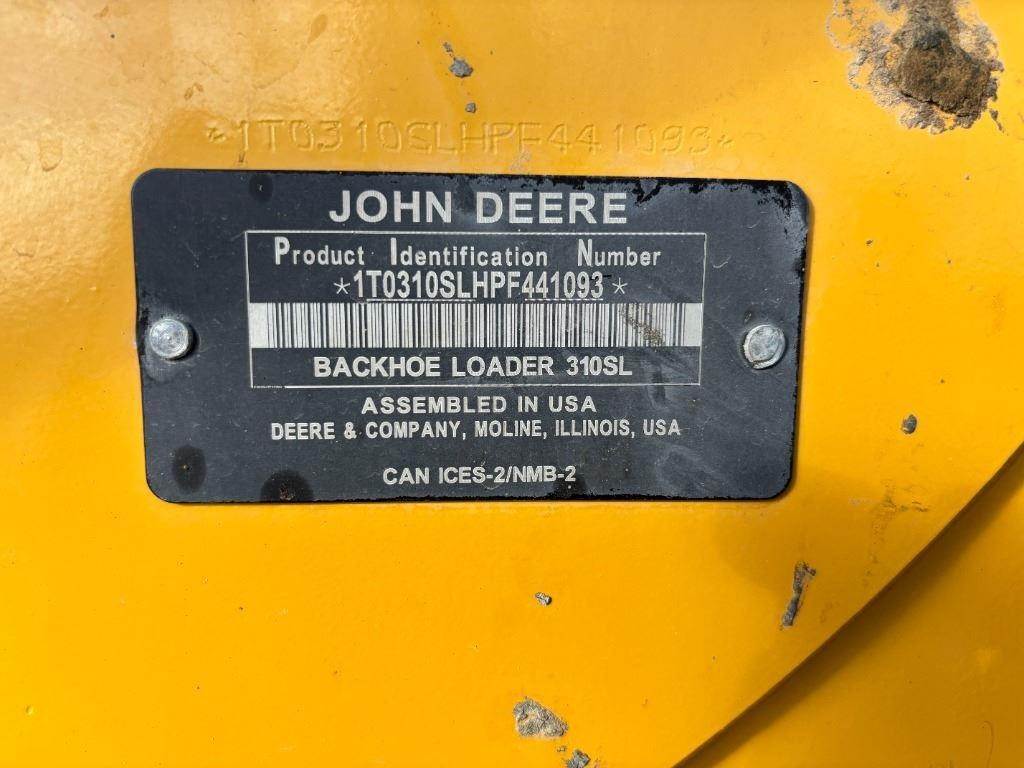 *1T0310SLHPF441093*
JOHN DEERE
Product Identification Number
*1T0310SLHPF441093*
BACKHOE LOADER 310SL
ASSEMBLED IN USA
DEERE & COMPANY, MOLINE, ILLINOIS, USA
CAN ICES-2/NMB-2